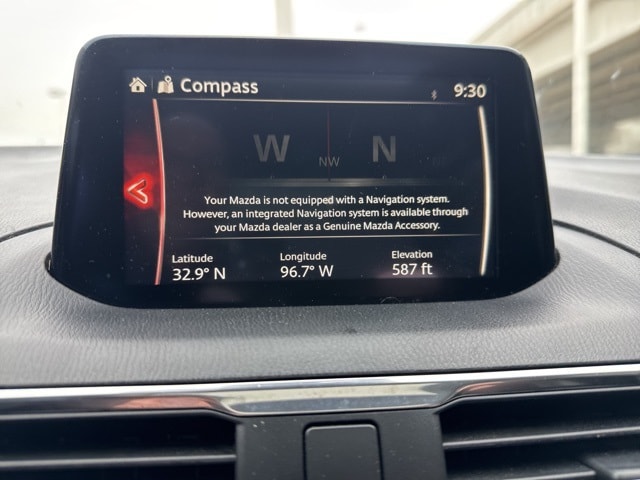 Compass
9:30
W NW N
Your Mazda is not equipped with a Navigation system.
However, an integrated Navigation system is available through
your Mazda dealer as a Genuine Mazda Accessory.
Latitude Longitude Elevation
32.9° N 96.7° W 587 ft